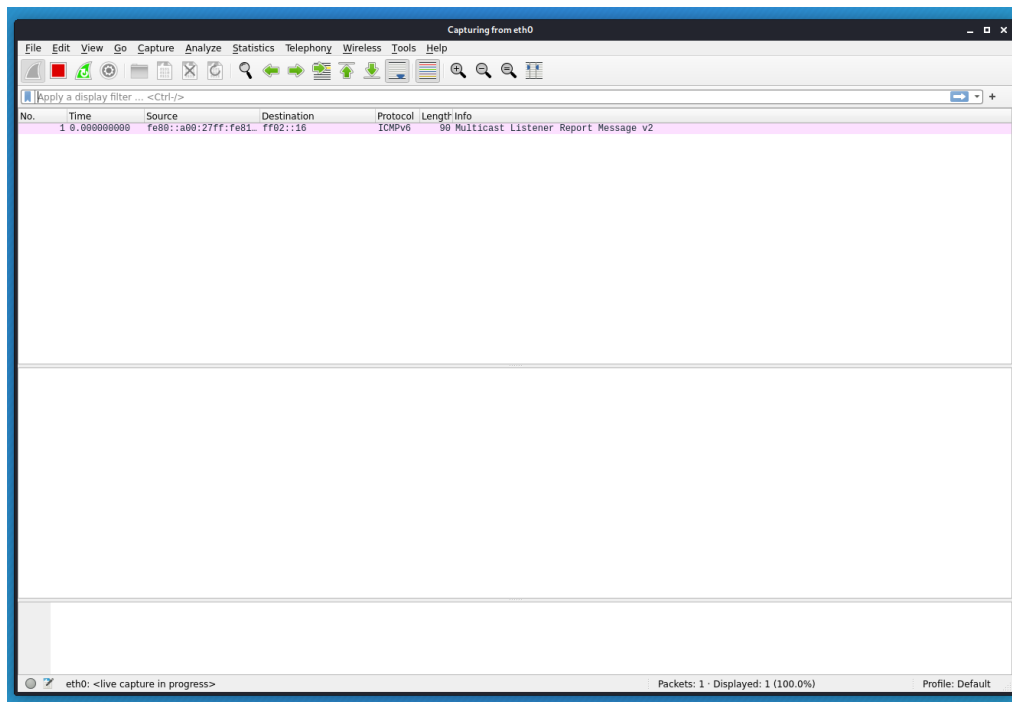 Capturing from eth0
File Edit View Go Capture Analyze Statistics Telephony Wireless Tools Help
Apply a display filter ... <Ctrl-/>
No. Time Source Destination Protocol Length Info
1 0.000000000 fe80::a00:27ff:fe81… ff02::16 ICMPv6 90 Multicast Listener Report Message v2
eth0: <live capture in progress> Packets: 1 · Displayed: 1 (100.0%) Profile: Default